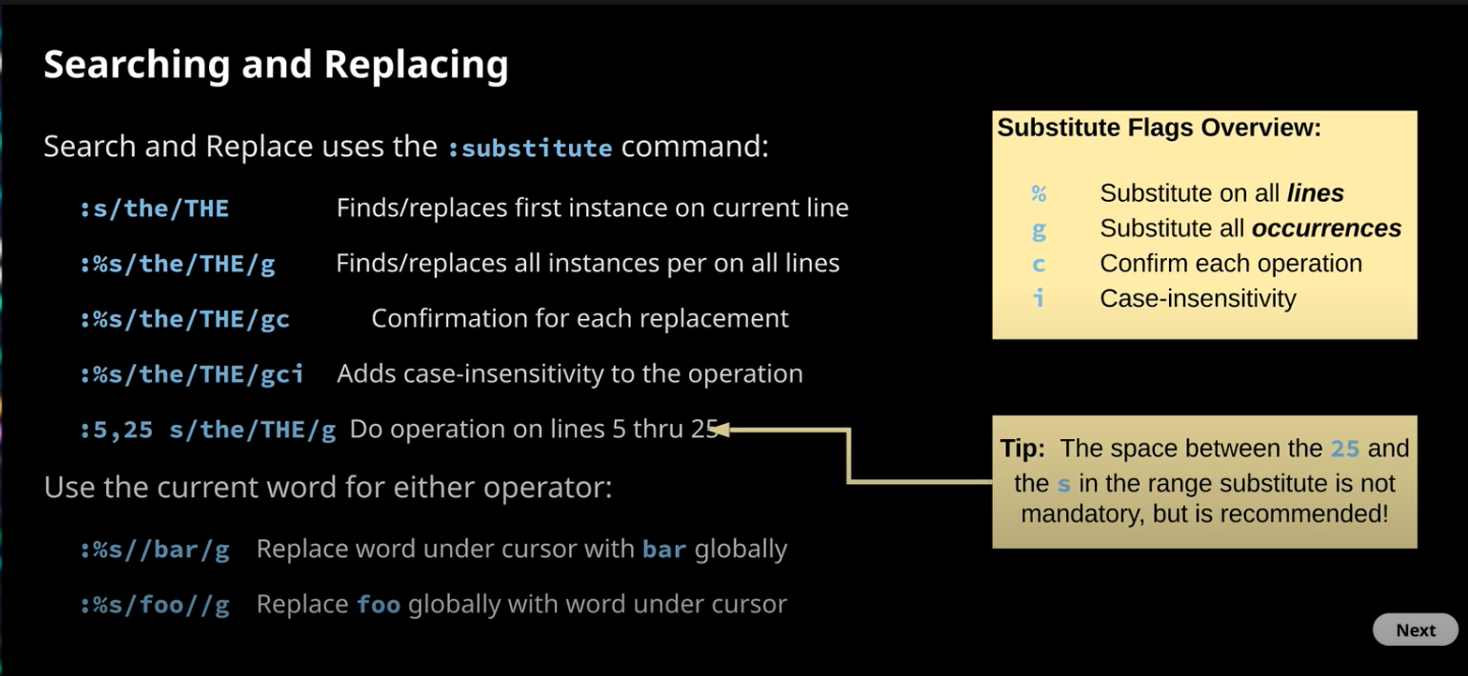 Searching and Replacing
Search and Replace uses the :substitute command:
:s/the/THE Finds/replaces first instance on current line
:%s/the/THE/g Finds/replaces all instances per on all lines
:%s/the/THE/gc Confirmation for each replacement
:%s/the/THE/gci Adds case-insensitivity to the operation
:5,25 s/the/THE/g Do operation on lines 5 thru 25
Use the current word for either operator:
:%s//bar/g Replace word under cursor with bar globally
:%s/foo//g Replace foo globally with word under cursor
Substitute Flags Overview:
% Substitute on all lines
g Substitute all occurrences
c Confirm each operation
i Case-insensitivity
Tip: The space between the 25 and
the s in the range substitute is not
mandatory, but is recommended!
Next